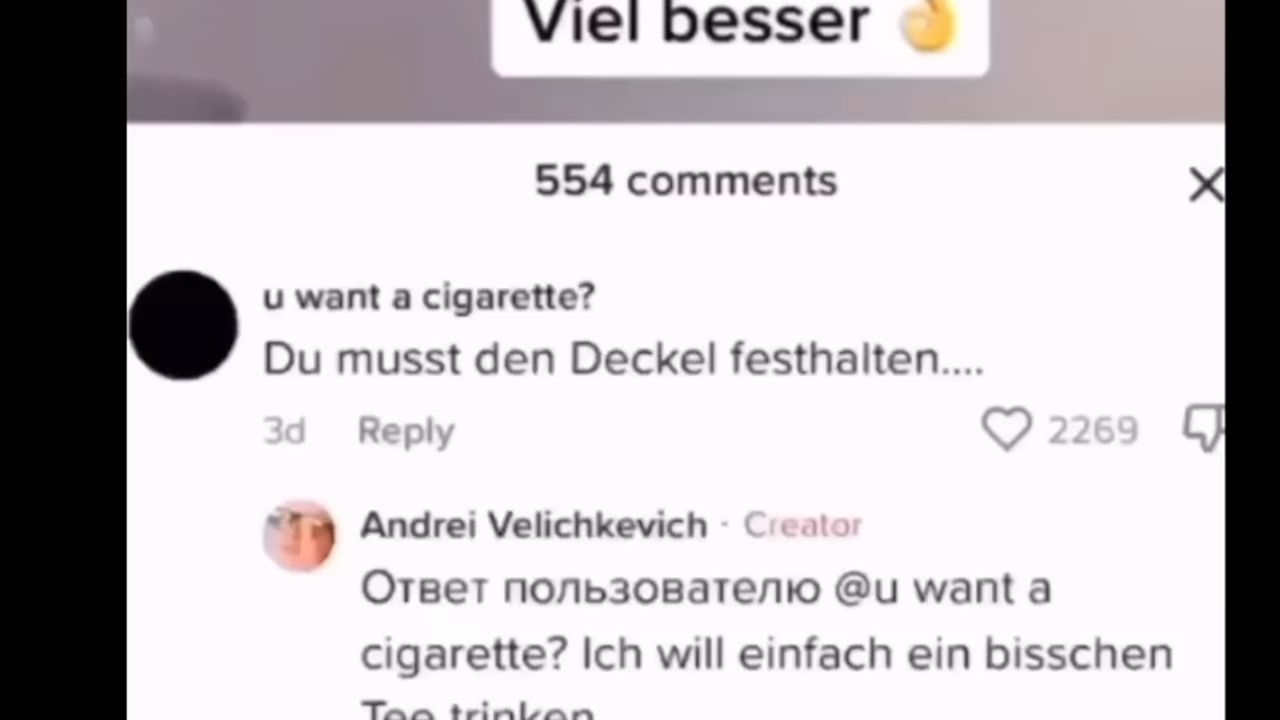 Viel besser 👌
554 comments
u want a cigarette?
Du musst den Deckel festhalten....
3d Reply 2269
Andrei Velichkevich · Creator
Ответ пользователю @u want a
cigarette? Ich will einfach ein bisschen
Tee trinken